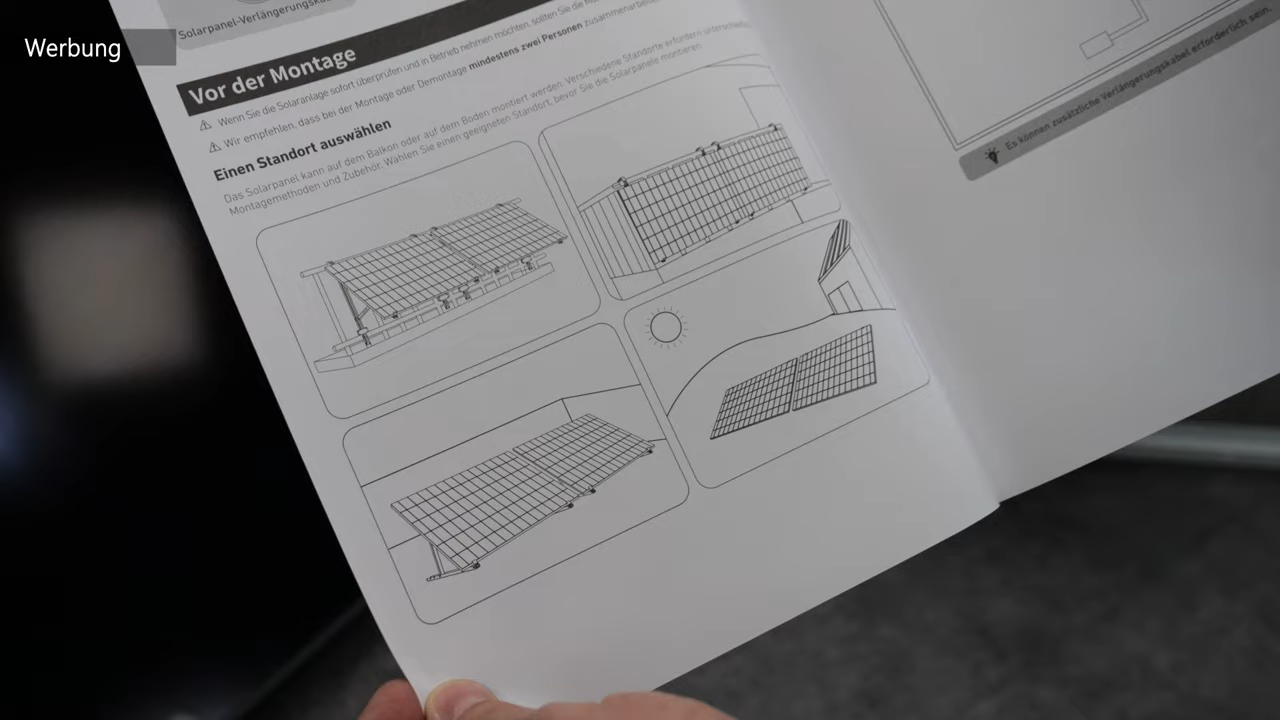 Werbung
Solarpanel-Verlängerungskabel
Vor der Montage
Wenn Sie die Solaranlage sofort überprüfen und in Betrieb nehmen möchten, sollten Sie die
Wir empfehlen, dass bei der Montage oder Demontage mindestens zwei Personen zusammenarbeiten
Einen Standort auswählen
Das Solarpanel kann auf dem Balkon oder auf dem Boden montiert werden. Verschiedene Standorte erfordern
Montagemethoden und Zubehör. Wählen Sie einen geeigneten Standort, bevor Sie die Solarpanele montieren.
Es können zusätzliche Verlängerungskabel erforderlich sein.